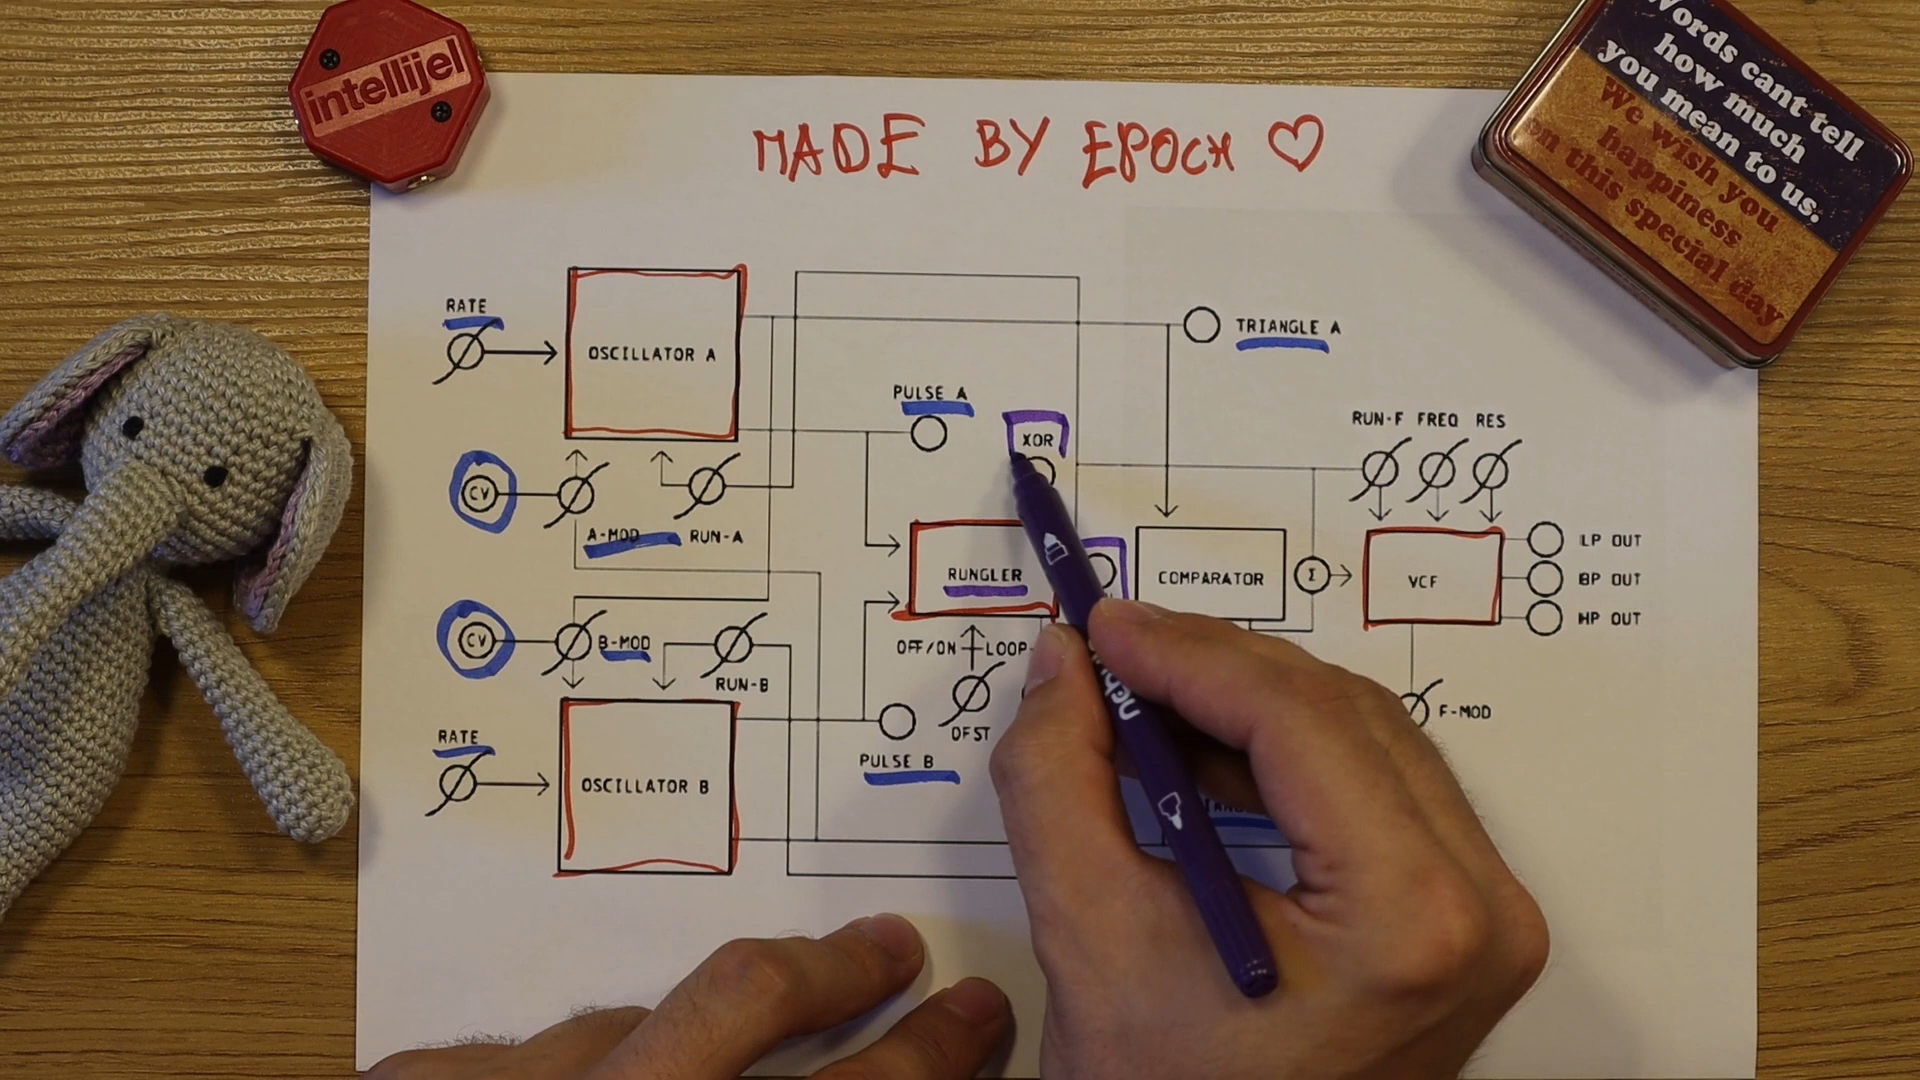 intellijel
Words cant tell
how much
you mean to us.
We wish you
happiness
on this special day
MADE BY EPOCH ♡
RATE
OSCILLATOR A
TRIANGLE A
PULSE A
XOR
RUN-F FREQ RES
CV
A-MOD RUN-A
RUNGLER
COMPARATOR
Σ
VCF
LP OUT
BP OUT
HP OUT
CV
B-MOD
OFF/ON LOOP
RUN-B
F-MOD
RATE
OFST
PULSE B
OSCILLATOR B